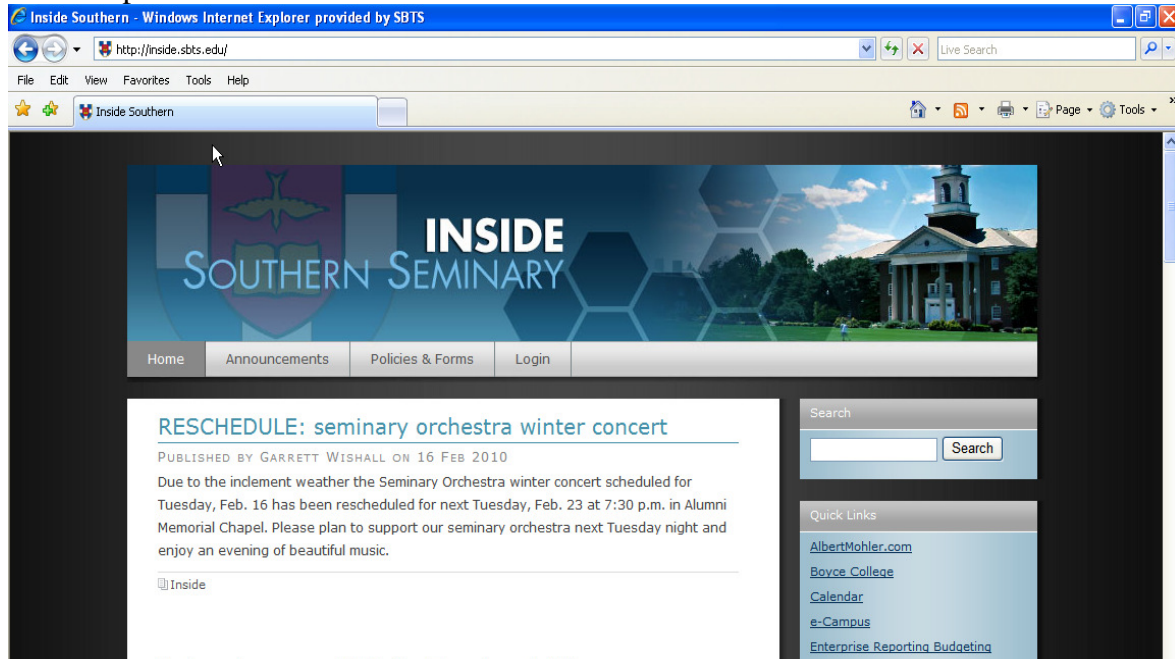 Inside Southern - Windows Internet Explorer provided by SBTS
http://inside.sbts.edu/
Live Search
File Edit View Favorites Tools Help
Inside Southern
Page Tools »
INSIDE
SOUTHERN SEMINARY
Home Announcements Policies & Forms Login
RESCHEDULE: seminary orchestra winter concert
PUBLISHED BY GARRETT WISHALL ON 16 FEB 2010
Due to the inclement weather the Seminary Orchestra winter concert scheduled for
Tuesday, Feb. 16 has been rescheduled for next Tuesday, Feb. 23 at 7:30 p.m. in Alumni
Memorial Chapel. Please plan to support our seminary orchestra next Tuesday night and
enjoy an evening of beautiful music.
Inside
Search
Search
Quick Links
AlbertMohler.com
Boyce College
Calendar
e-Campus
Enterprise Reporting Budgeting